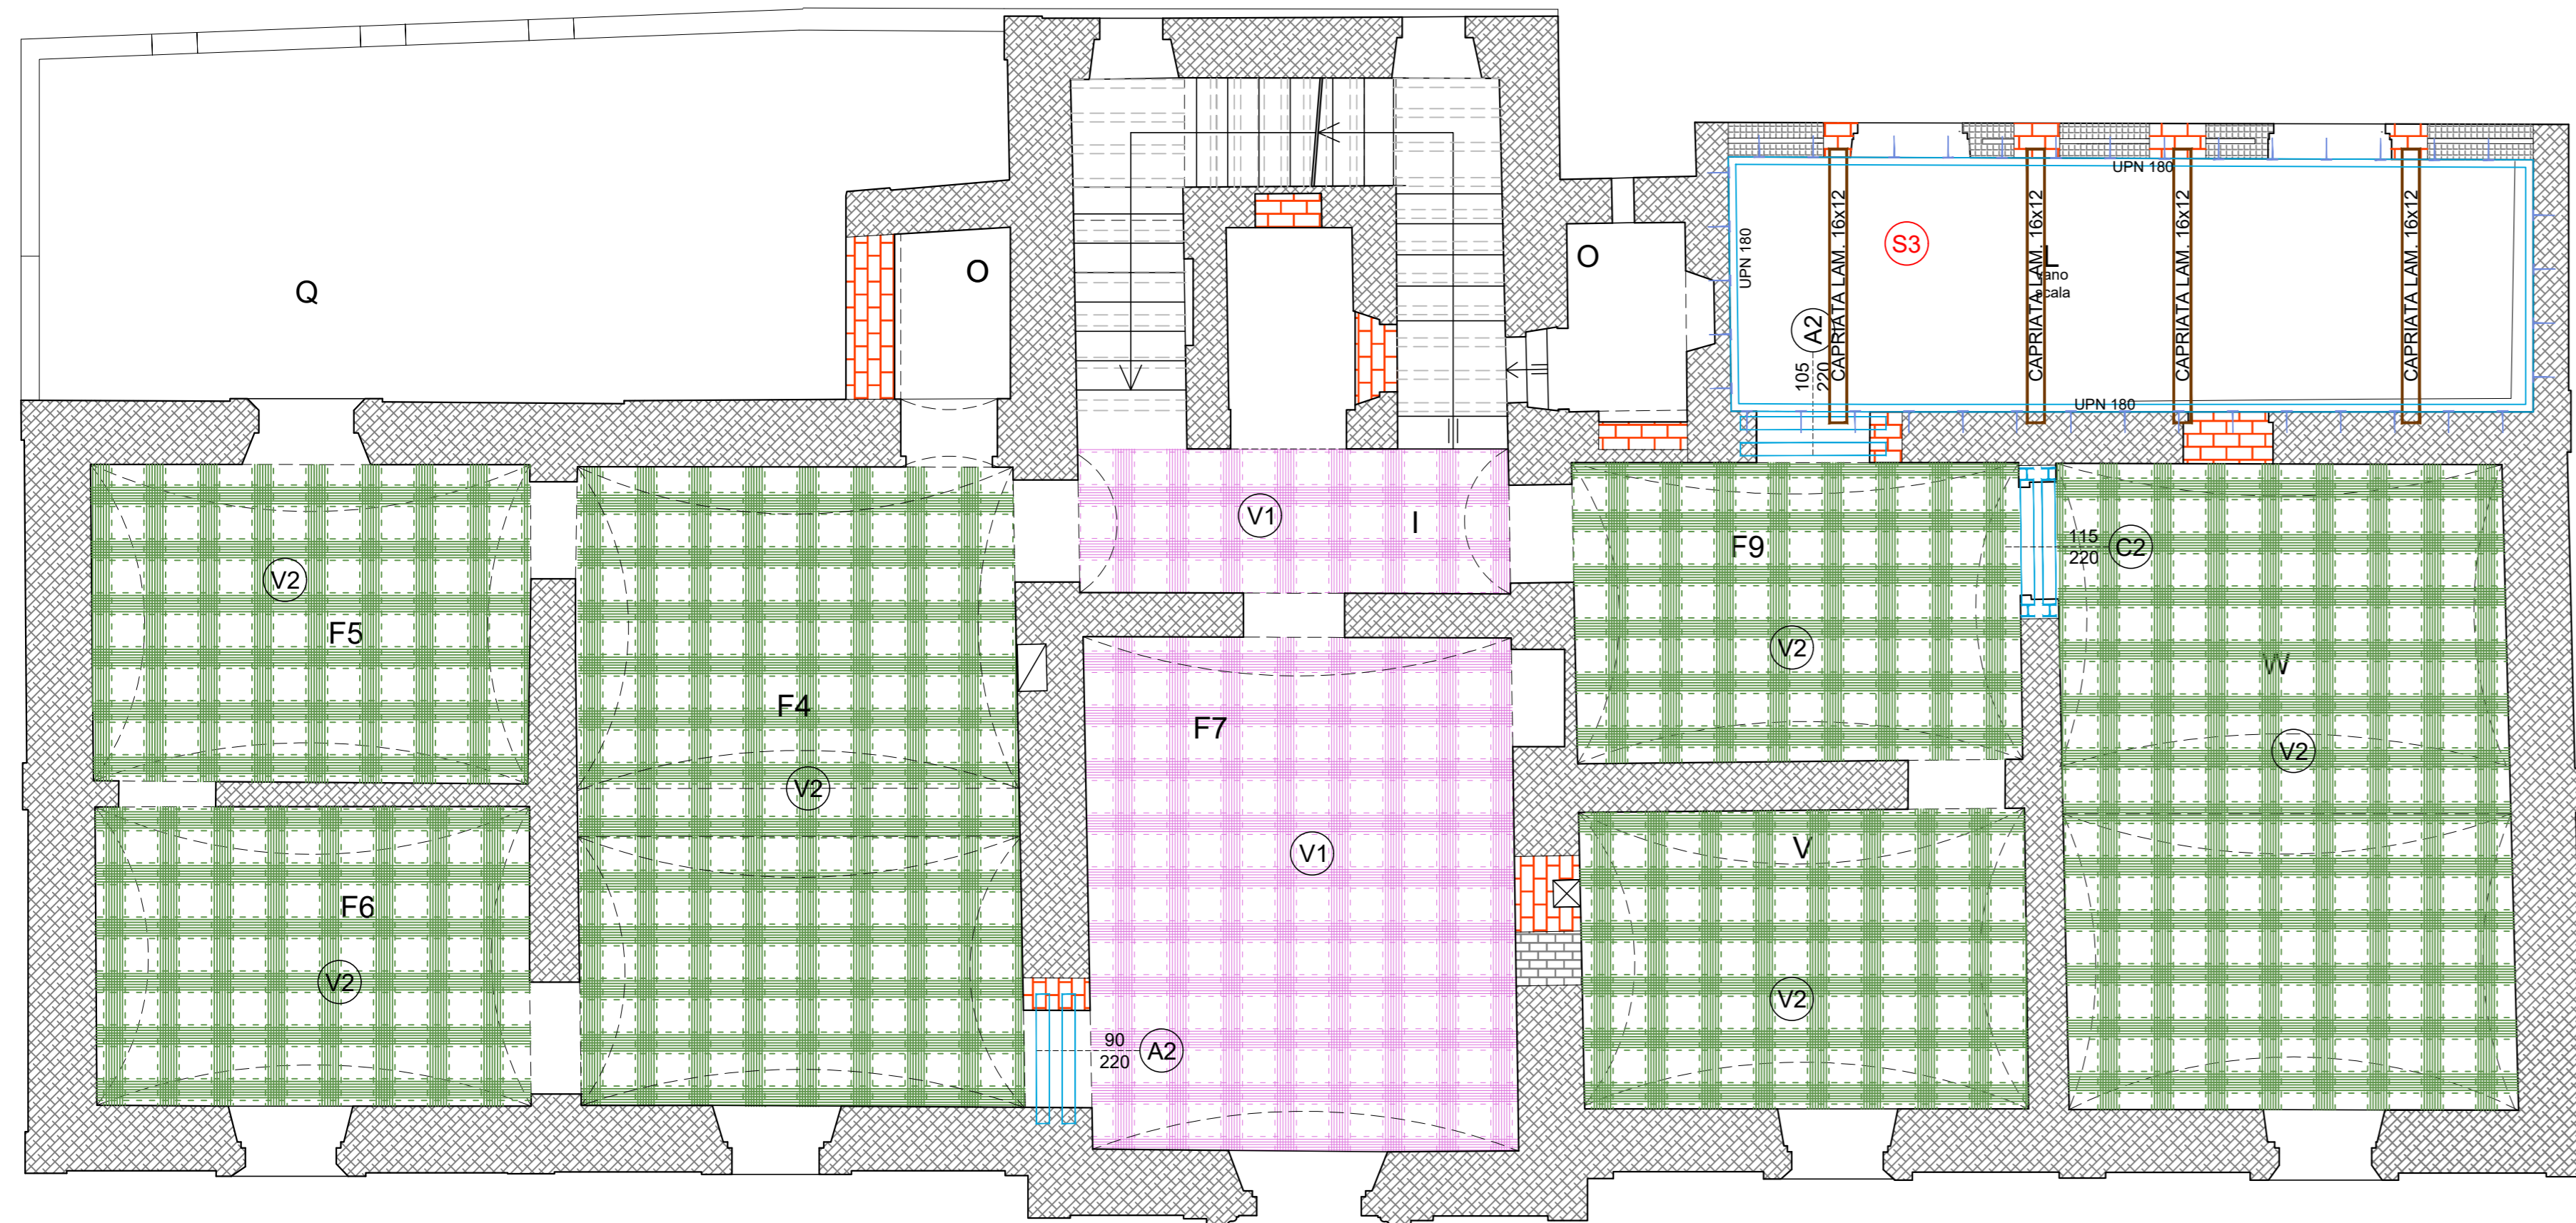 Q
O
O
UPN 180
UPN 180
UPN 180
CAPRIATA LAM. 16x12
CAPRIATA LAM. 16x12
CAPRIATA LAM. 16x12
CAPRIATA LAM. 16x12
S3
L
vano
scala
A2
105
220
V1
I
F9
115
220
C2
V2
F5
V2
F4
V2
F7
V1
V2
W
V2
F6
V2
V
V2
90
220
A2